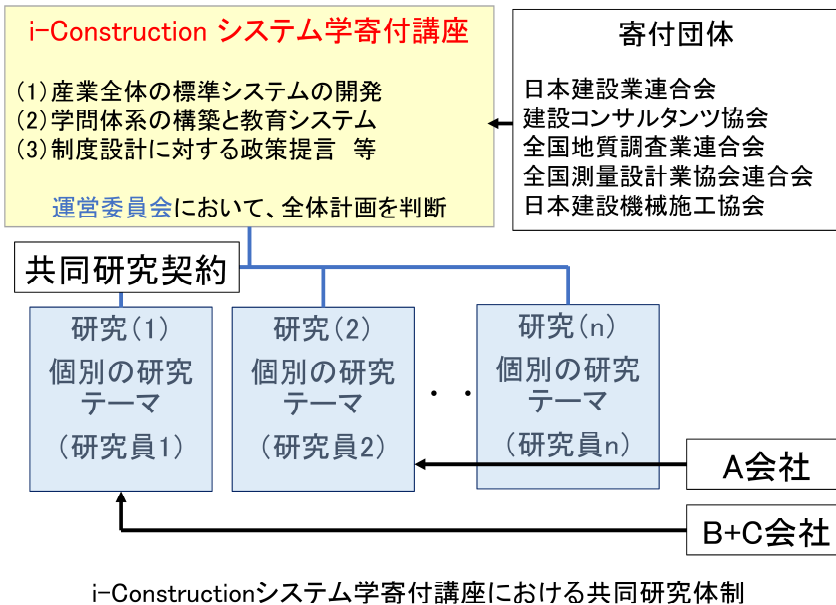 i-Construction システム学寄付講座
(1)産業全体の標準システムの開発
(2)学問体系の構築と教育システム
(3)制度設計に対する政策提言 等
運営委員会において、全体計画を判断
寄付団体
日本建設業連合会
建設コンサルタンツ協会
全国地質調査業連合会
全国測量設計業協会連合会
日本建設機械施工協会
共同研究契約
研究(1)
個別の研究
テーマ
(研究員1)
研究(2)
個別の研究
テーマ
(研究員2)
・・
研究(n)
個別の研究
テーマ
(研究員n)
A会社
B+C会社
i-Constructionシステム学寄付講座における共同研究体制